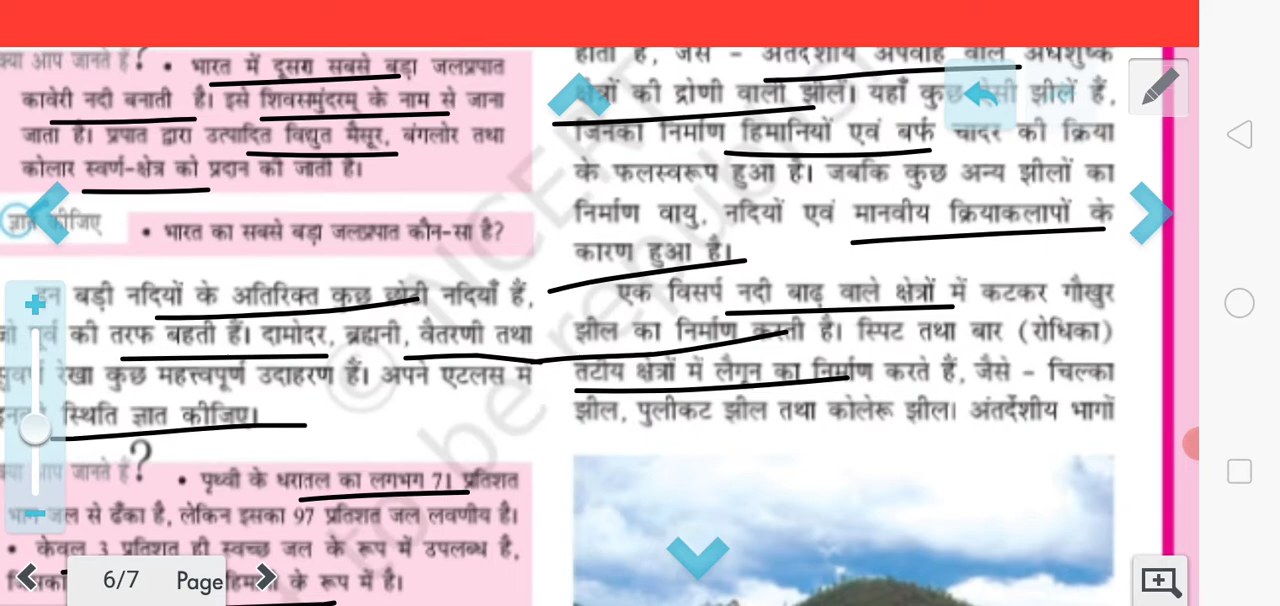 क्या आप जानते हैं?
• भारत में दूसरा सबसे बड़ा जलप्रपात
कावेरी नदी बनाती है। इसे शिवसमुंदरम् के नाम से जाना
जाता है। प्रपात द्वारा उत्पादित विद्युत मैसूर, बंगलोर तथा
कोलार स्वर्ण-क्षेत्र को प्रदान की जाती है।
ज्ञात कीजिए
• भारत का सबसे बड़ा जलप्रपात कौन-सा है?
इन बड़ी नदियों के अतिरिक्त कुछ छोटी नदियाँ हैं,
जो पूर्व की तरफ बहती हैं। दामोदर, ब्रह्मनी, वैतरणी तथा
सुवर्ण रेखा कुछ महत्त्वपूर्ण उदाहरण हैं। अपने एटलस में
स्थिति ज्ञात कीजिए।
क्या आप जानते हैं?
• पृथ्वी के धरातल का लगभग 71 प्रतिशत
भाग जल से ढँका है, लेकिन इसका 97 प्रतिशत जल लवणीय है।
• केवल 3 प्रतिशत ही स्वच्छ जल के रूप में उपलब्ध है,
के रूप में है।
होता है, जैसे – अंतर्देशीय अपवाह वाले अर्धशुष्क
क्षेत्रों की द्रोणी वाली झीलें। यहाँ कुछ ऐसी झीलें हैं,
जिनका निर्माण हिमानियों एवं बर्फ चादर की क्रिया
के फलस्वरूप हुआ है। जबकि कुछ अन्य झीलों का
निर्माण वायु, नदियों एवं मानवीय क्रियाकलापों के
कारण हुआ है।
एक विसर्प नदी बाढ़ वाले क्षेत्रों में कटकर गौखुर
झील का निर्माण करती है। स्पिट तथा बार (रोधिका)
तटीय क्षेत्रों में लैगून का निर्माण करते हैं, जैसे – चिल्का
झील, पुलीकट झील तथा कोलेरू झील। अंतर्देशीय भागों
© NCERT
to be republished
6/7 Page